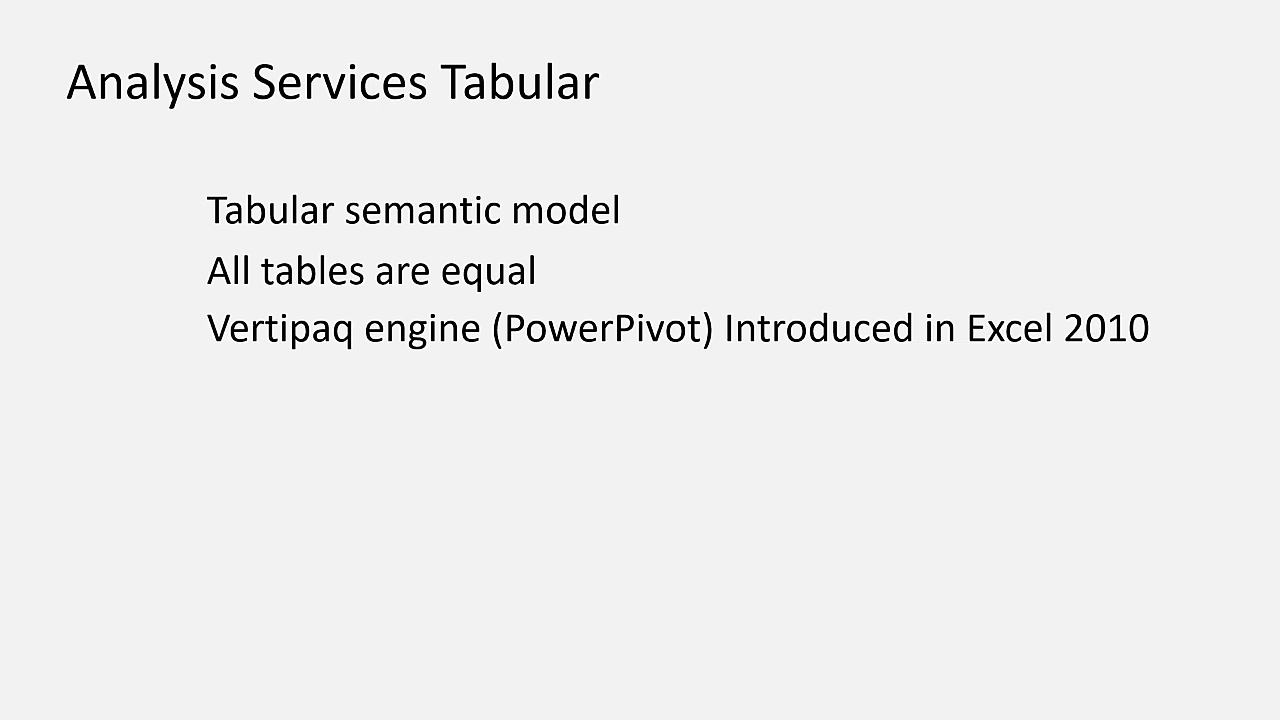 Analysis Services Tabular
Tabular semantic model
All tables are equal
Vertipaq engine (PowerPivot) Introduced in Excel 2010